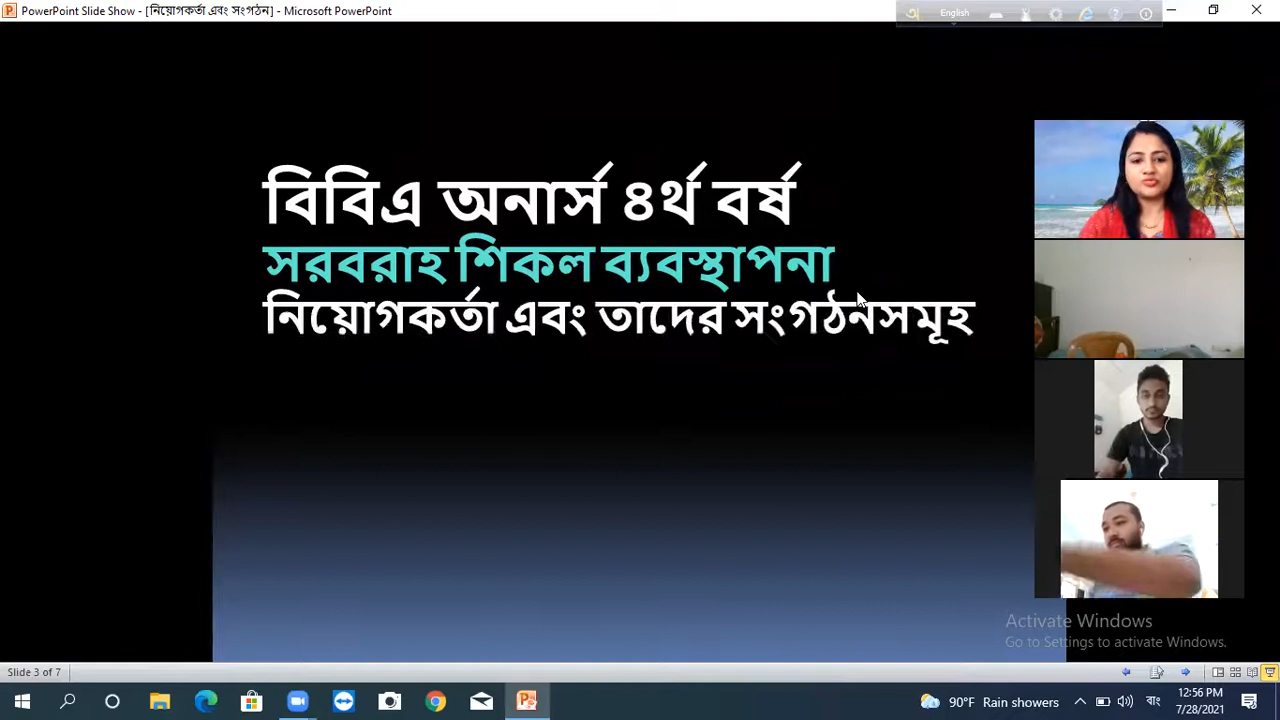 PowerPoint Slide Show - [নিয়োগকর্তা এবং সংগঠন] - Microsoft PowerPoint
English
বিবিএ অনার্স ৪র্থ বর্ষ
সরবরাহ শিকল ব্যবস্থাপনা
নিয়োগকর্তা এবং তাদের সংগঠনসমূহ
Activate Windows
Go to Settings to activate Windows.
Slide 3 of 7
90°F Rain showers
বাং
12:56 PM
7/28/2021